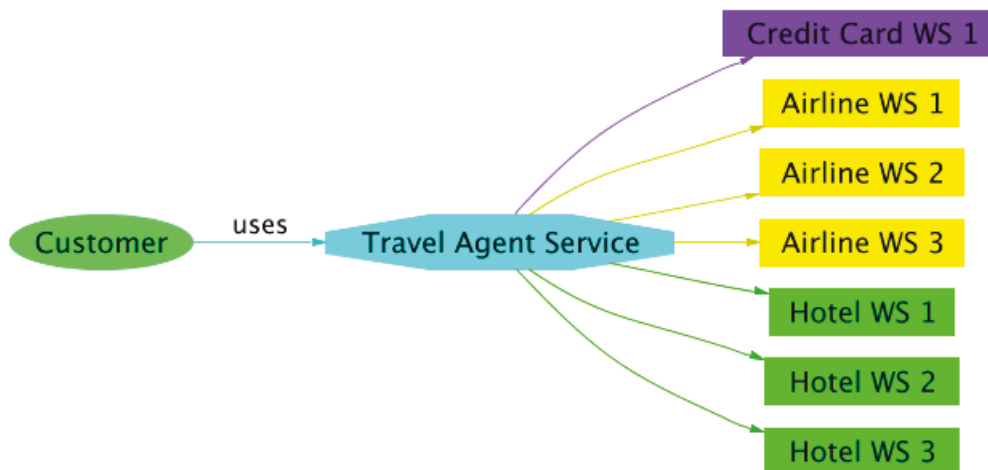 Credit Card WS 1
Airline WS 1
Airline WS 2
uses
Customer
Travel Agent Service
Airline WS 3
Hotel WS 1
Hotel WS 2
Hotel WS 3